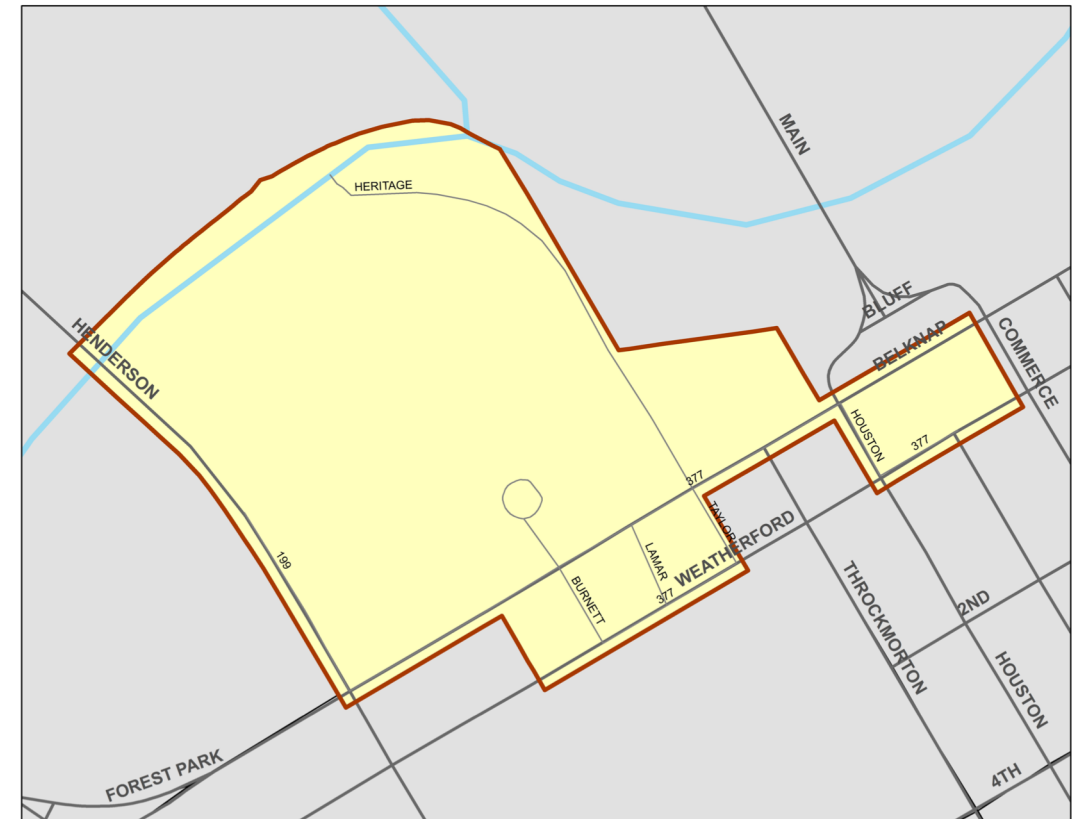 MAIN
HERITAGE
BLUFF
BELKNAP
COMMERCE
HENDERSON
HOUSTON
377
377
TAYLOR
WEATHERFORD
199
LAMAR
BURNETT
377
THROCKMORTON
2ND
HOUSTON
FOREST PARK
4TH